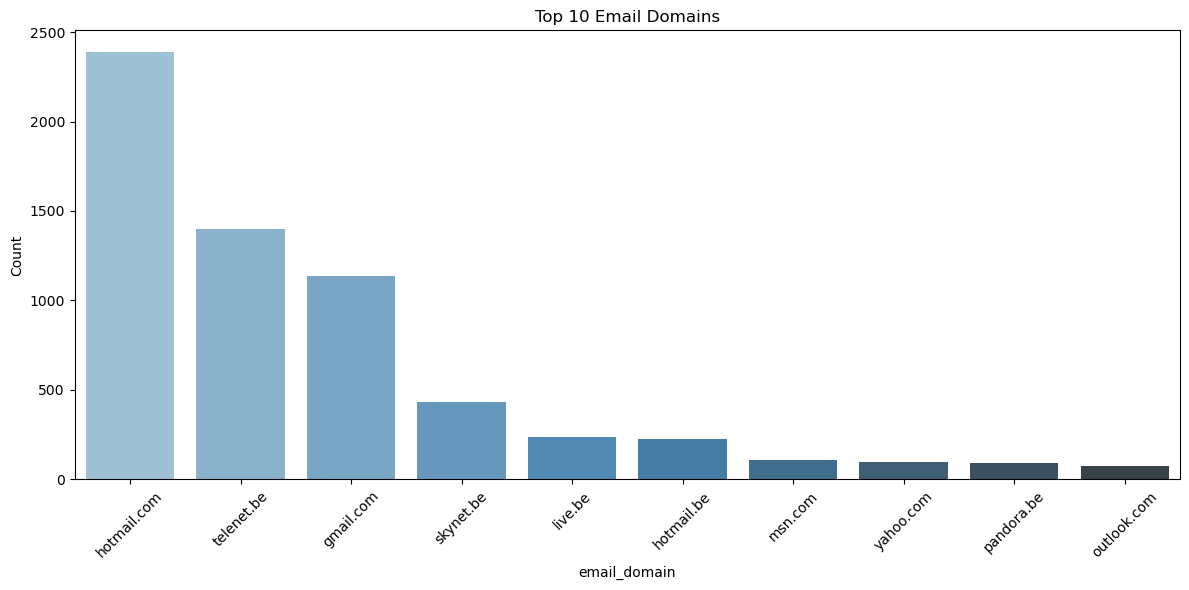 Top 10 Email Domains
2500
2000
1500
1000
500
0
Count
hotmail.com
telenet.be
gmail.com
skynet.be
live.be
hotmail.be
msn.com
yahoo.com
pandora.be
outlook.com
email_domain